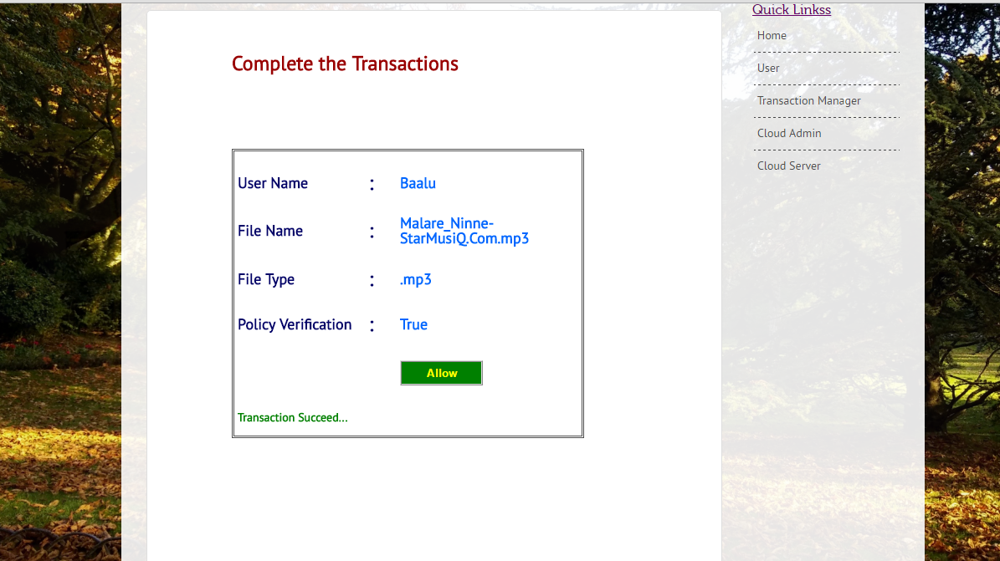 Quick Linkss
Home
User
Transaction Manager
Cloud Admin
Cloud Server
Complete the Transactions
User Name : Baalu
File Name : Malare_Ninne-
StarMusiQ.Com.mp3
File Type : .mp3
Policy Verification : True
Allow
Transaction Succeed...